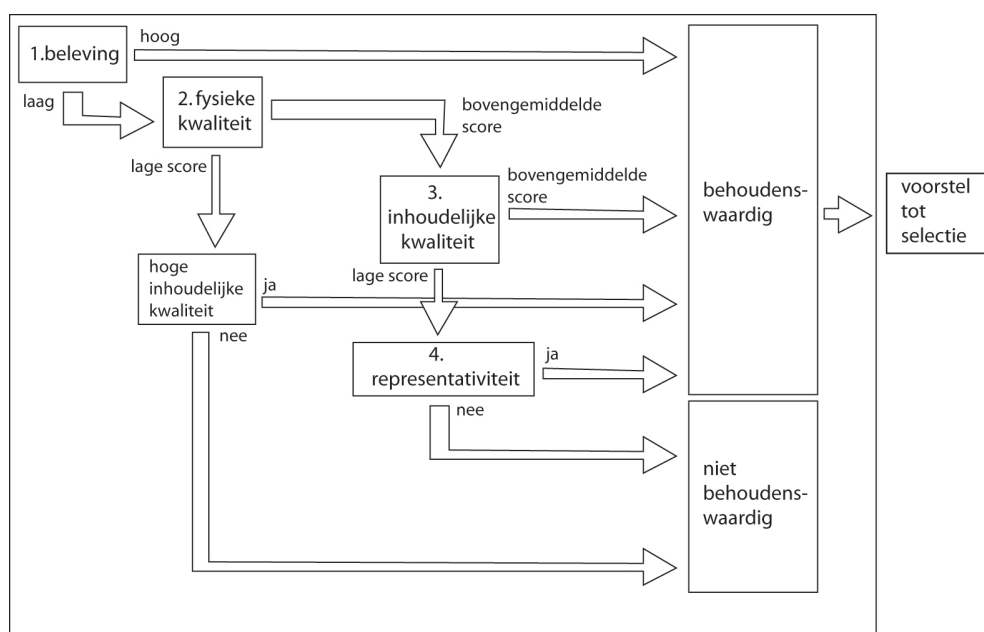 hoog
1.beleving
laag
2. fysieke
kwaliteit
bovengemiddelde
score
lage score
3.
inhoudelijke
kwaliteit
bovengemiddelde
score
behoudens-
waardig
voorstel
tot
selectie
hoge
inhoudelijke
kwaliteit
ja
nee
lage score
4.
representativiteit
ja
nee
niet
behoudens-
waardig